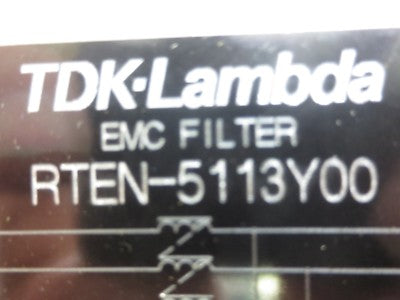 TDK·Lambda
EMC FILTER
RTEN-5113Y00